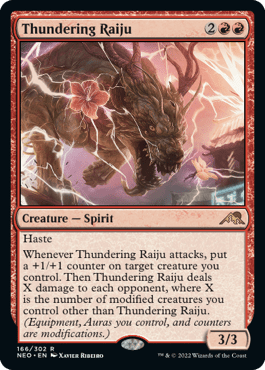 Thundering Raiju 2
Creature — Spirit
Haste
Whenever Thundering Raiju attacks, put
a +1/+1 counter on target creature you
control. Then Thundering Raiju deals
X damage to each opponent, where X
is the number of modified creatures you
control other than Thundering Raiju.
(Equipment, Auras you control, and counters
are modifications.)
3/3
166/302 R
NEO • EN Xavier Ribeiro
™ & © 2022 Wizards of the Coast